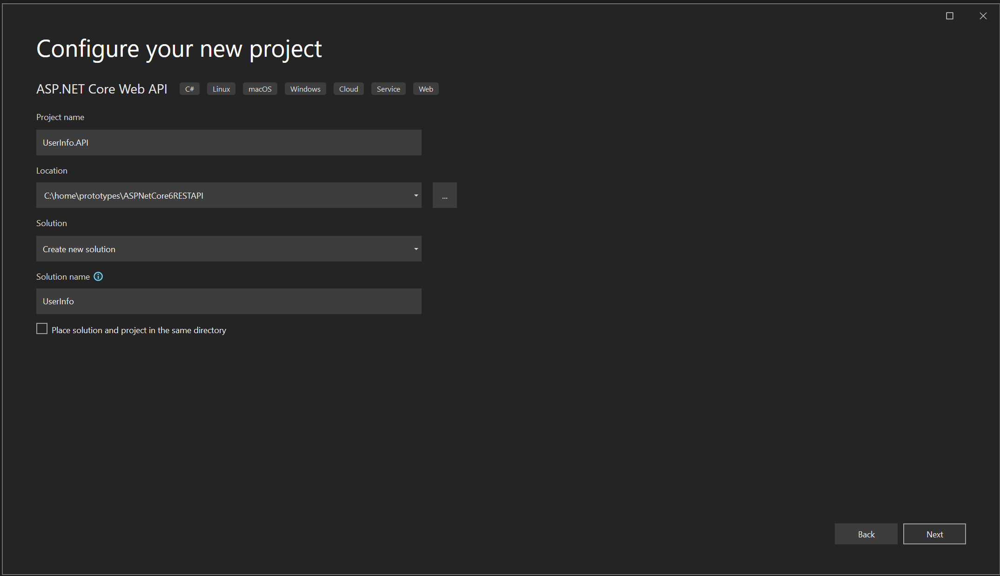 Configure your new project
ASP.NET Core Web API C# Linux macOS Windows Cloud Service Web
Project name
UserInfo.API
Location
C:\home\prototypes\ASPNetCore6RESTAPI
...
Solution
Create new solution
Solution name
UserInfo
Place solution and project in the same directory
Back Next